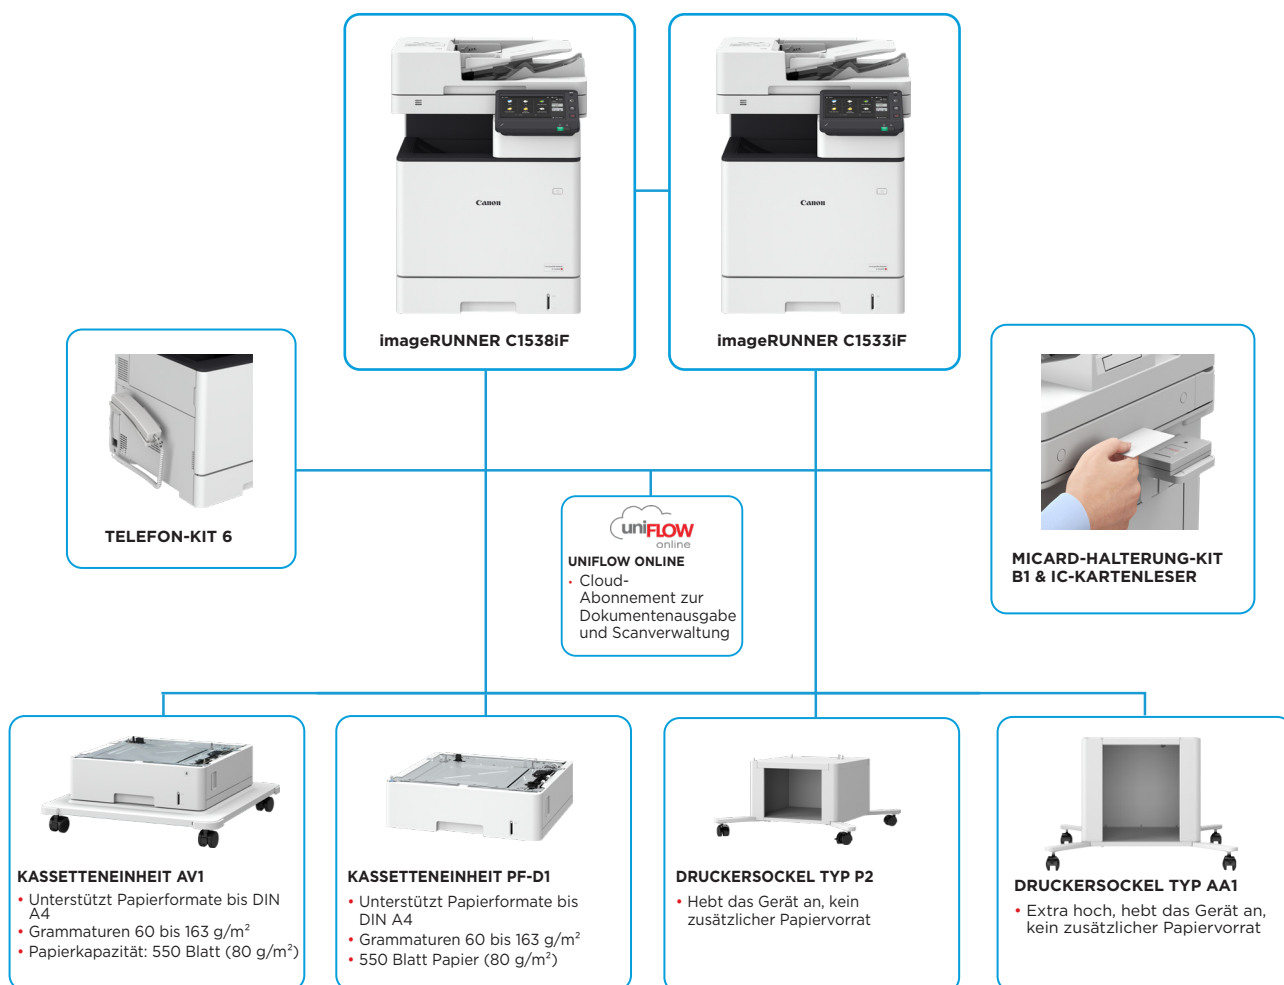 Canon
Canon
imageRUNNER C1538iF
imageRUNNER C1533iF
TELEFON-KIT 6
uniFLOW
online
UNIFLOW ONLINE
• Cloud-
Abonnement zur
Dokumentenausgabe
und Scanverwaltung
MICARD-HALTERUNG-KIT
B1 & IC-KARTENLESER
KASSETTENEINHEIT AV1
• Unterstützt Papierformate bis DIN
A4
• Grammaturen 60 bis 163 g/m²
• Papierkapazität: 550 Blatt (80 g/m²)
KASSETTENEINHEIT PF-D1
• Unterstützt Papierformate bis
DIN A4
• Grammaturen 60 bis 163 g/m²
• 550 Blatt Papier (80 g/m²)
DRUCKERSOCKEL TYP P2
• Hebt das Gerät an, kein
zusätzlicher Papiervorrat
DRUCKERSOCKEL TYP AA1
• Extra hoch, hebt das Gerät an,
kein zusätzlicher Papiervorrat